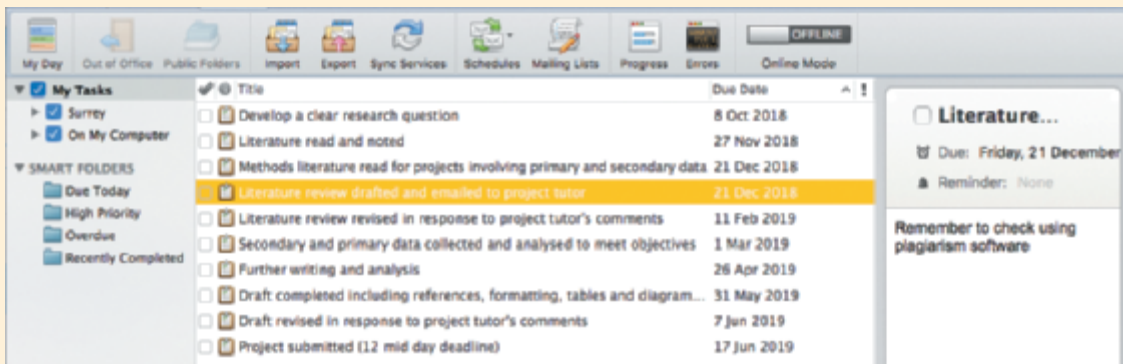 My Day Out of Office Public Folders Import Export Sync Services Schedules Mailing Lists Progress Errors Online Mode
OFFLINE
My Tasks
Surrey
On My Computer
SMART FOLDERS
Due Today
High Priority
Overdue
Recently Completed
Title Due Date !
Develop a clear research question 8 Oct 2018
Literature read and noted 27 Nov 2018
Methods literature read for projects involving primary and secondary data 21 Dec 2018
Literature review drafted and emailed to project tutor 21 Dec 2018
Literature review revised in response to project tutor's comments 11 Feb 2019
Secondary and primary data collected and analysed to meet objectives 1 Mar 2019
Further writing and analysis 26 Apr 2019
Draft completed including references, formatting, tables and diagram... 31 May 2019
Draft revised in response to project tutor's comments 7 Jun 2019
Project submitted (12 mid day deadline) 17 Jun 2019
Literature...
Due: Friday, 21 December
Reminder: None
Remember to check using
plagiarism software